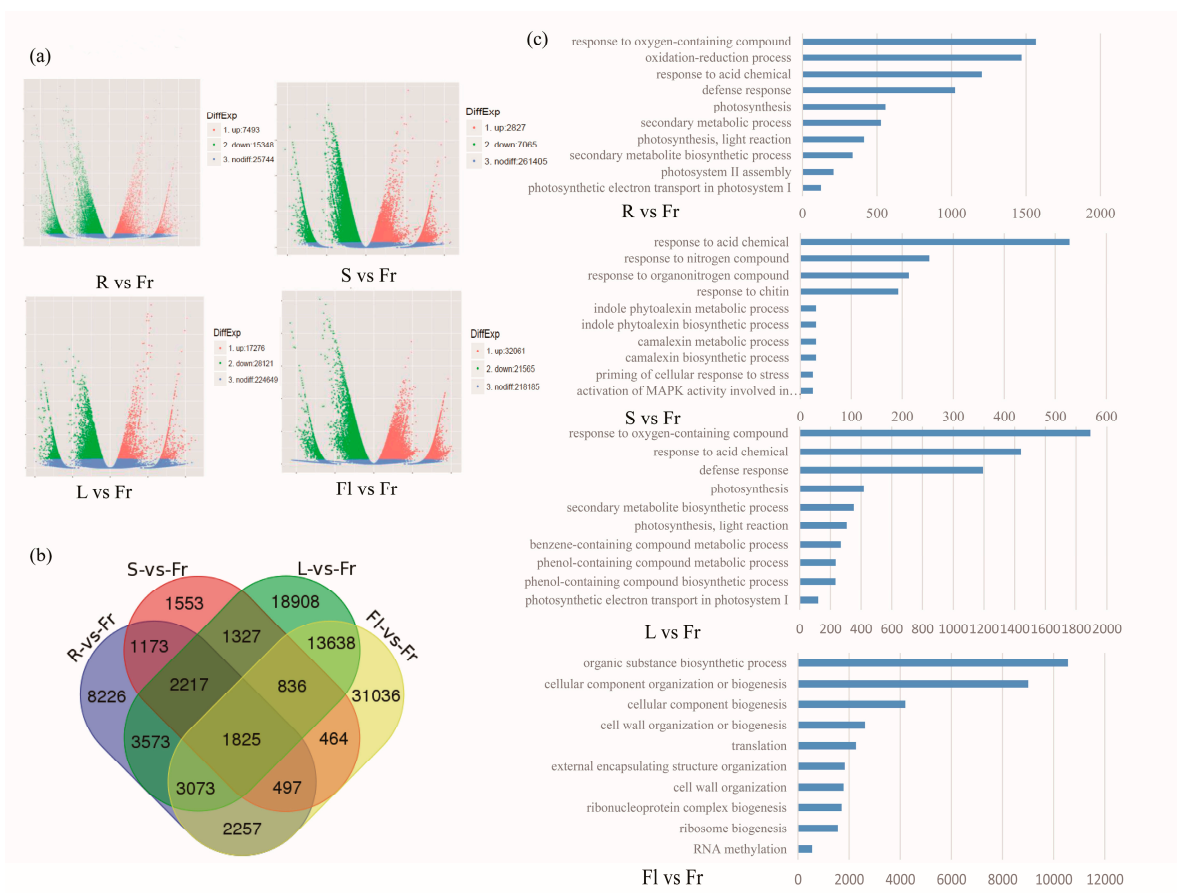 (a)
DiffExp
1. up:7493
2. down:15348
3. nodiff:25744
R vs Fr
DiffExp
1. up:2827
2. down:7065
3. nodiff:261405
S vs Fr
DiffExp
1. up:17276
2. down:28121
3. nodiff:224649
L vs Fr
DiffExp
1. up:32061
2. down:21565
3. nodiff:218185
Fl vs Fr
(b)
S-vs-Fr
L-vs-Fr
R-vs-Fr
Fl-vs-Fr
1553
18908
1173
1327
13638
8226
2217
836
31036
3573
1825
464
3073
497
2257
(c)
response to oxygen-containing compound
oxidation-reduction process
response to acid chemical
defense response
photosynthesis
secondary metabolic process
photosynthesis, light reaction
secondary metabolite biosynthetic process
photosystem II assembly
photosynthetic electron transport in photosystem I
0 500 1000 1500 2000
R vs Fr
response to acid chemical
response to nitrogen compound
response to organonitrogen compound
response to chitin
indole phytoalexin metabolic process
indole phytoalexin biosynthetic process
camalexin metabolic process
camalexin biosynthetic process
priming of cellular response to stress
activation of MAPK activity involved in…
0 100 200 300 400 500 600
S vs Fr
response to oxygen-containing compound
response to acid chemical
defense response
photosynthesis
secondary metabolite biosynthetic process
photosynthesis, light reaction
benzene-containing compound metabolic process
phenol-containing compound metabolic process
phenol-containing compound biosynthetic process
photosynthetic electron transport in photosystem I
0 200 400 600 800 1000 1200 1400 1600 1800 2000
L vs Fr
organic substance biosynthetic process
cellular component organization or biogenesis
cellular component biogenesis
cell wall organization or biogenesis
translation
external encapsulating structure organization
cell wall organization
ribonucleoprotein complex biogenesis
ribosome biogenesis
RNA methylation
0 2000 4000 6000 8000 10000 12000
Fl vs Fr